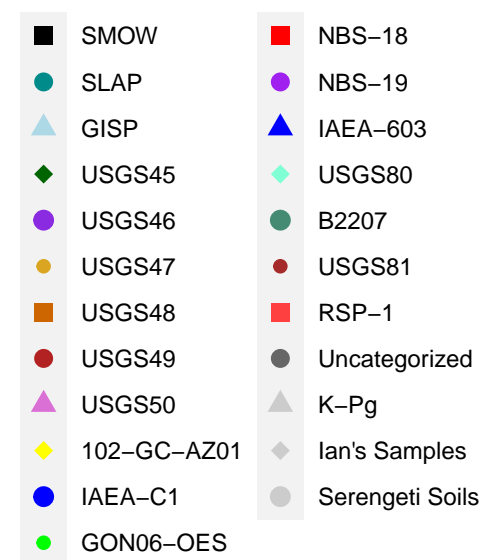 SMOW
SLAP
GISP
USGS45
USGS46
USGS47
USGS48
USGS49
USGS50
102−GC−AZ01
IAEA−C1
GON06−OES
NBS−18
NBS−19
IAEA−603
USGS80
B2207
USGS81
RSP−1
Uncategorized
K−Pg
Ian's Samples
Serengeti Soils